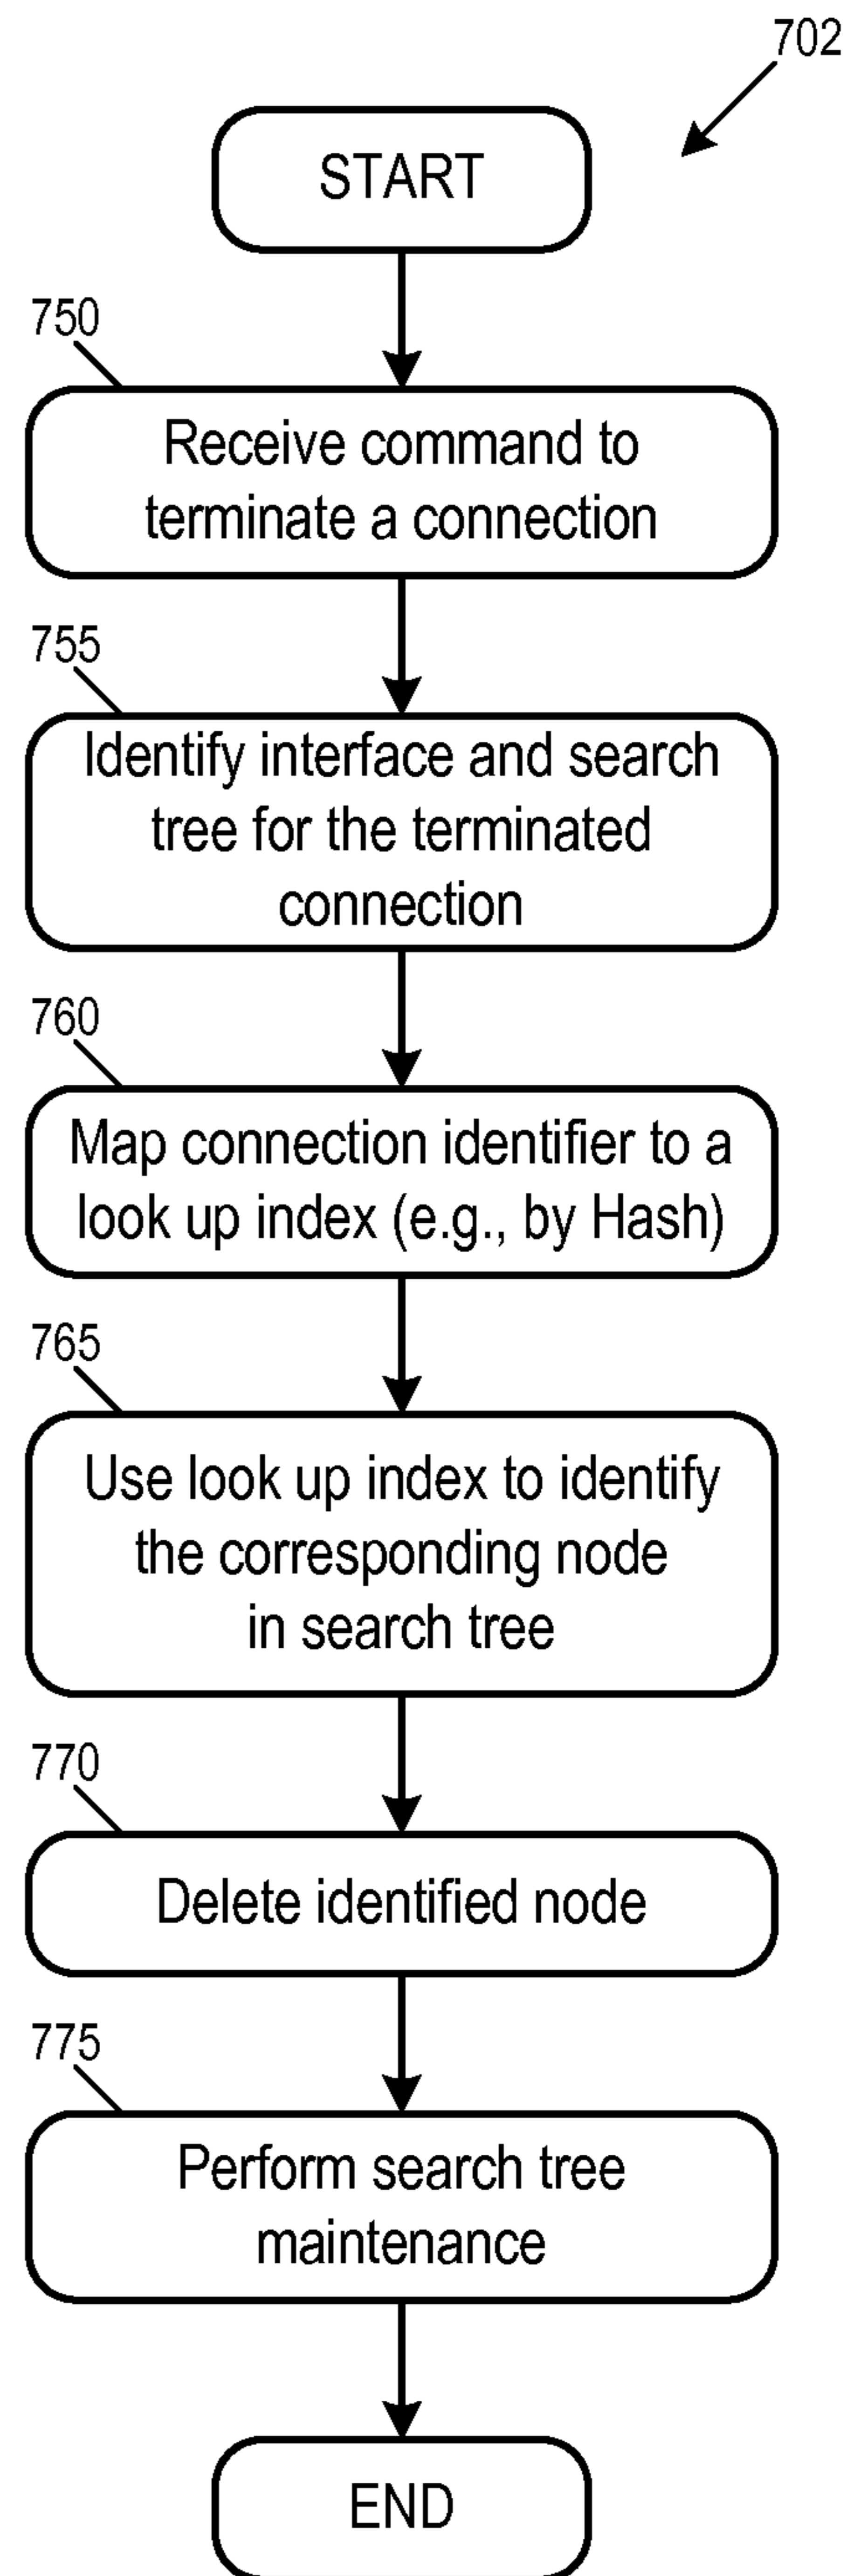 702
START
750
Receive command to
terminate a connection
755
Identify interface and search
tree for the terminated
connection
760
Map connection identifier to a
look up index (e.g., by Hash)
765
Use look up index to identify
the corresponding node
in search tree
770
Delete identified node
775
Perform search tree
maintenance
END